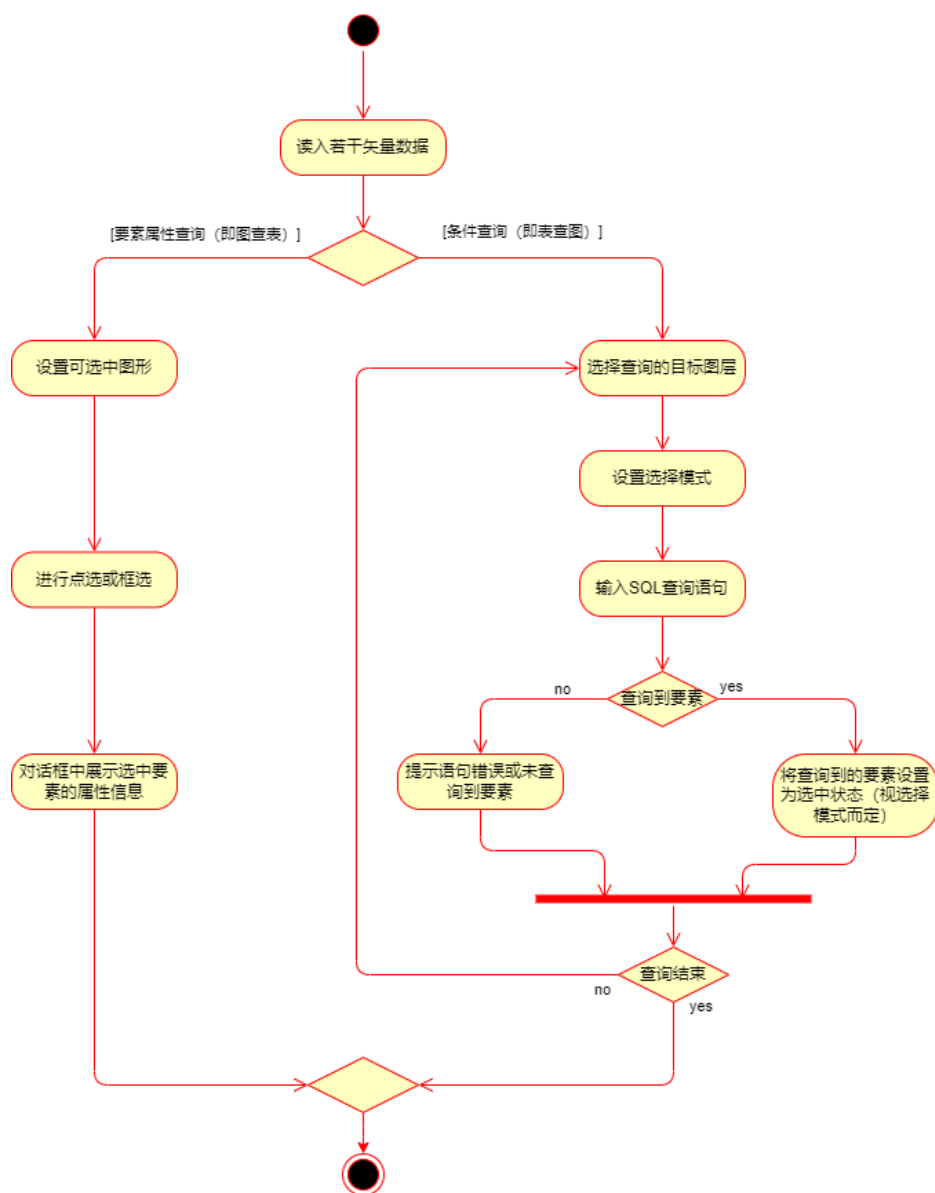 读入若干矢量数据
[要素属性查询（即图查表）]
[条件查询（即表查图）]
设置可选中图形
选择查询的目标图层
设置选择模式
进行点选或框选
输入SQL查询语句
no
查询到要素
yes
对话框中展示选中要
素的属性信息
提示语句错误或未查
询到要素
将查询到的要素设置
为选中状态（视选择
模式而定）
查询结束
no
yes